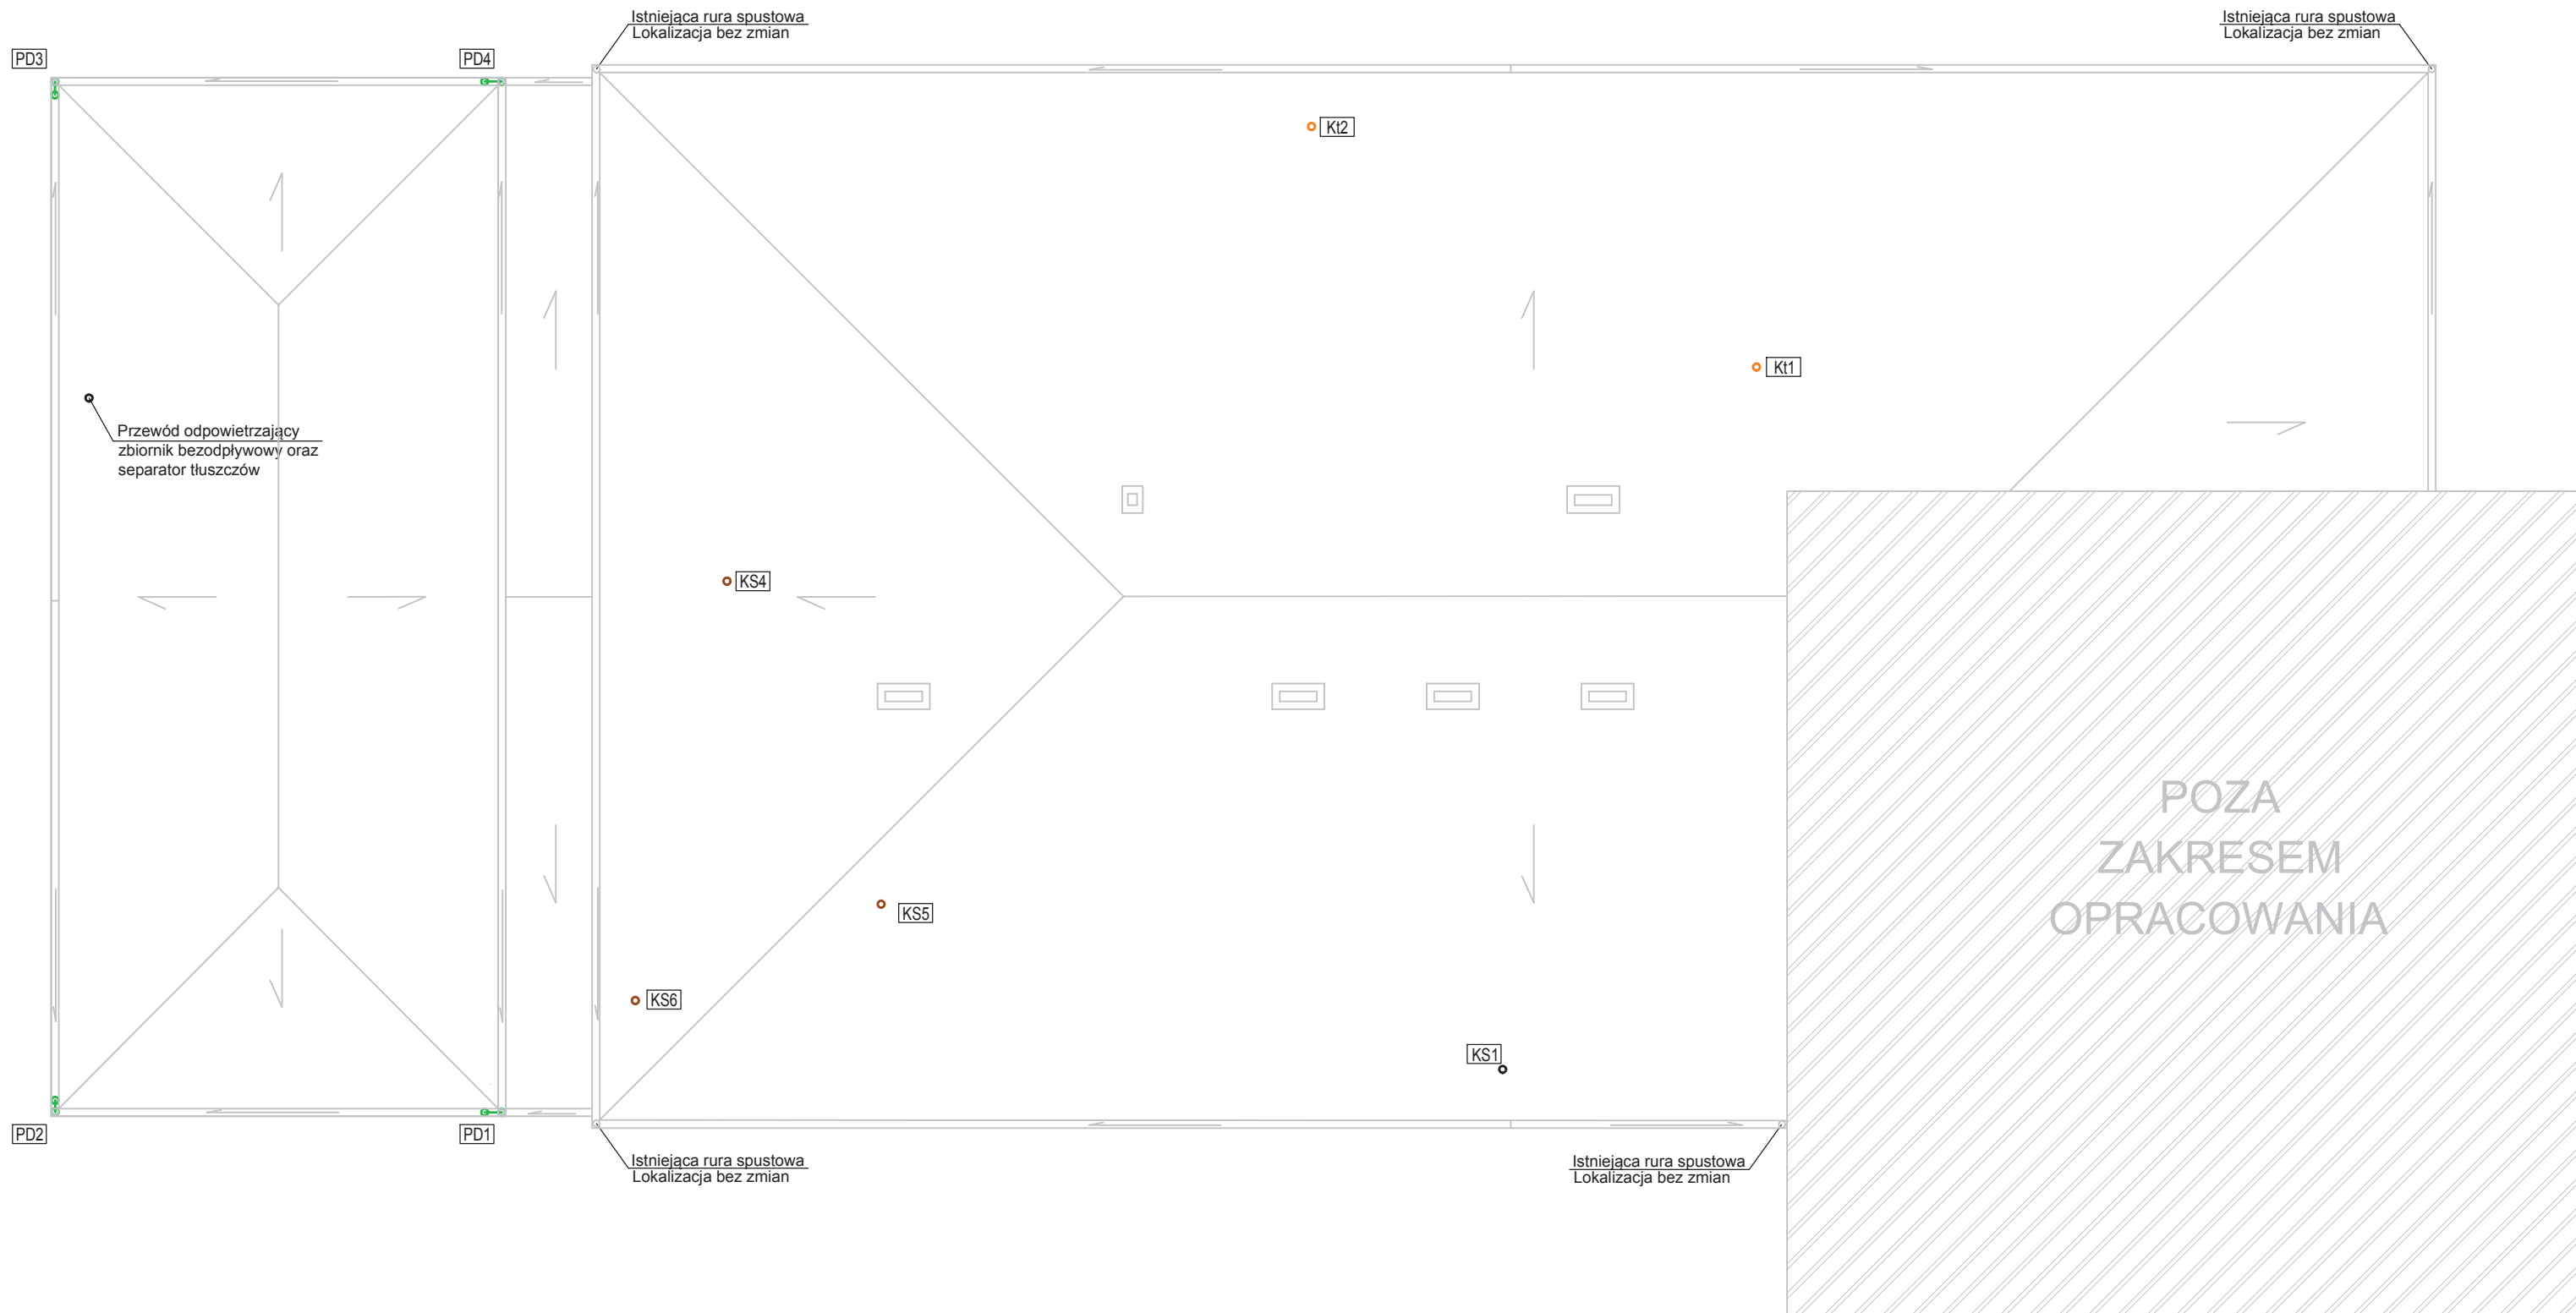 Istniejąca rura spustowa
Lokalizacja bez zmian
Istniejąca rura spustowa
Lokalizacja bez zmian
PD3
PD4
Kt2
Kt1
Przewód odpowietrzający
zbiornik bezodpływowy oraz
separator tłuszczów
KS4
POZA
ZAKRESEM
OPRACOWANIA
KS5
KS6
KS1
PD2
PD1
Istniejąca rura spustowa
Lokalizacja bez zmian
Istniejąca rura spustowa
Lokalizacja bez zmian